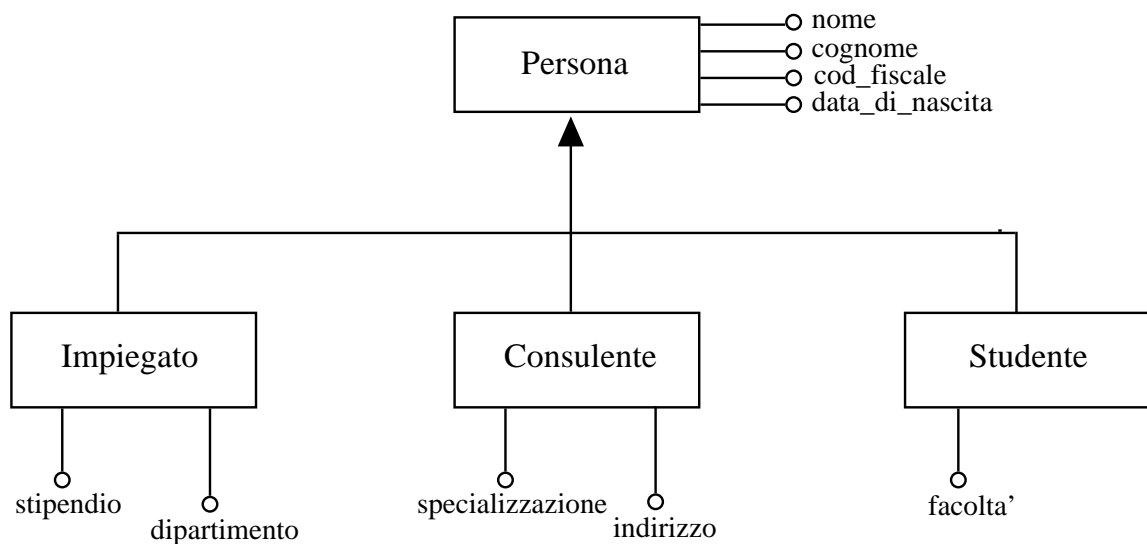 nome
Persona
cognome
cod_fiscale
data_di_nascita
Impiegato
Consulente
Studente
stipendio
dipartimento
specializzazione
indirizzo
facolta’